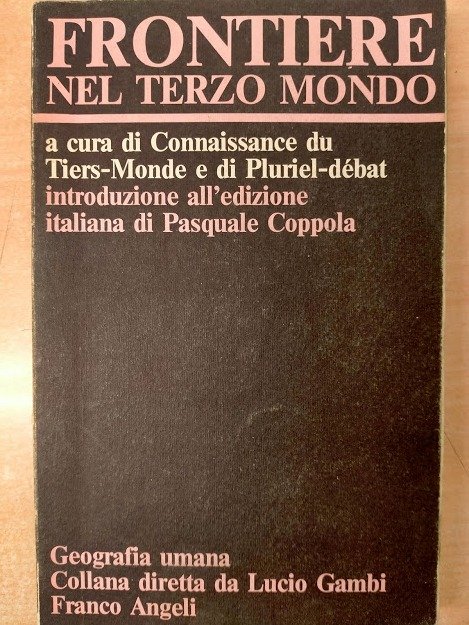 FRONTIERE
NEL TERZO MONDO
a cura di Connaissance du
Tiers-Monde e di Pluriel-débat
introduzione all'edizione
italiana di Pasquale Coppola
Geografia umana
Collana diretta da Lucio Gambi
Franco Angeli